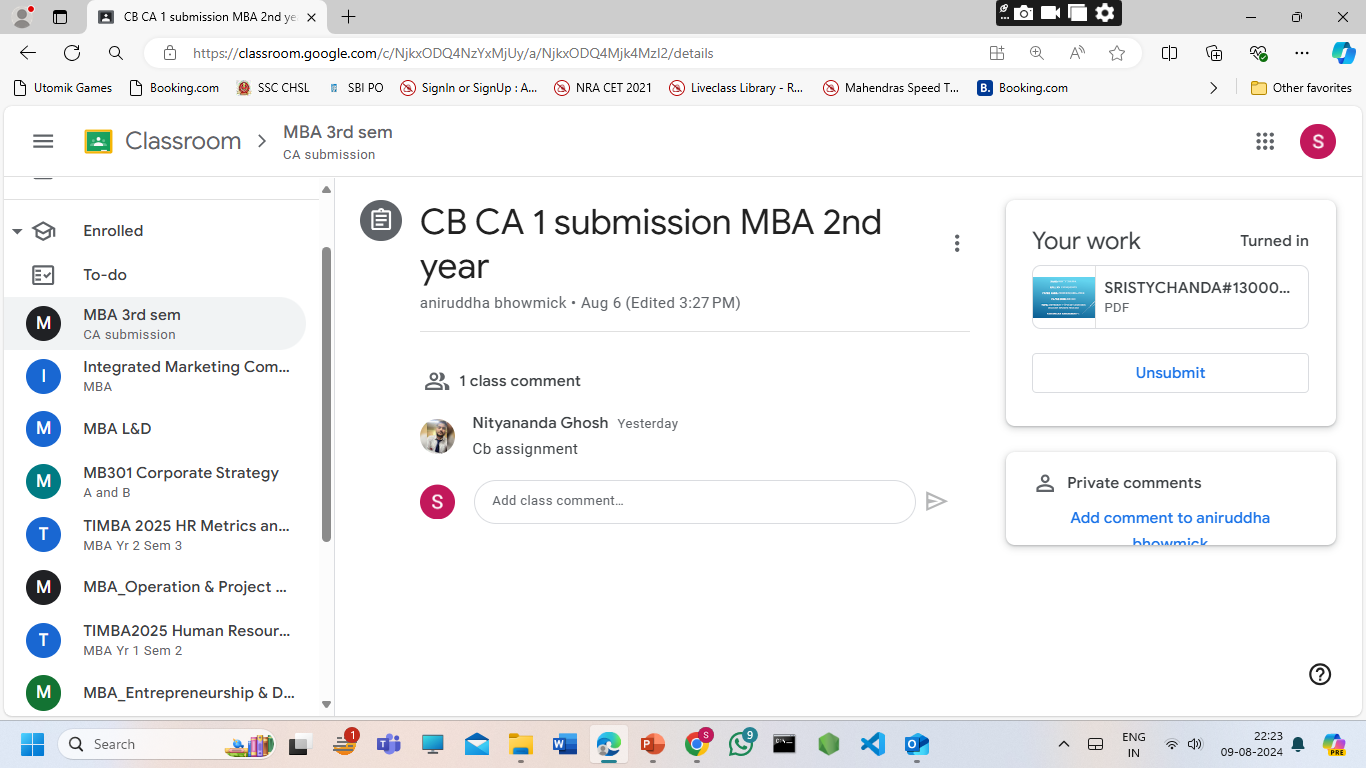 CB CA 1 submission MBA 2nd ye
https://classroom.google.com/c/NjkxODQ4NzYxMjUy/a/NjkxODQ4Mjk4MzI2/details
Utomik Games
Booking.com
SSC CHSL
SBI PO
SignIn or SignUp : A...
NRA CET 2021
Liveclass Library - R...
Mahendras Speed T...
B.
Booking.com
Other favorites
Classroom
MBA 3rd sem
CA submission
S
Enrolled
To-do
M
MBA 3rd sem
CA submission
I
Integrated Marketing Com...
MBA
M
MBA L&D
M
MB301 Corporate Strategy
A and B
T
TIMBA 2025 HR Metrics an...
MBA Yr 2 Sem 3
M
MBA_Operation & Project ...
T
TIMBA2025 Human Resour...
MBA Yr 1 Sem 2
M
MBA_Entrepreneurship & D...
CB CA 1 submission MBA 2nd
year
aniruddha bhowmick • Aug 6 (Edited 3:27 PM)
1 class comment
Nityananda Ghosh Yesterday
Cb assignment
S
Add class comment...
Your work
Turned in
SRISTYCHANDA#13000...
PDF
Unsubmit
Private comments
Add comment to aniruddha
bhowmick
Search
1
S
9
ENG
IN
22:23
09-08-2024
PRE